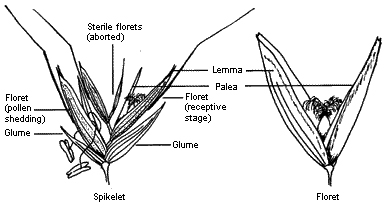 Sterile florets
(aborted)
Lemma
Palea
Floret
(pollen
shedding)
Floret
(receptive
stage)
Glume
Glume
Spikelet
Floret